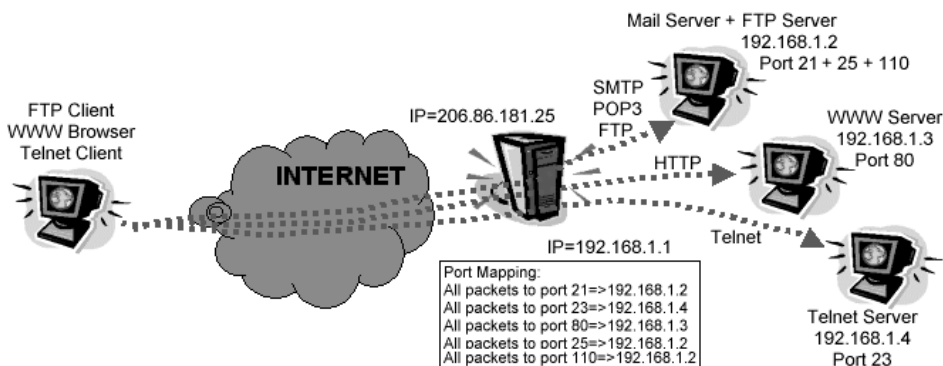 FTP Client
WWW Browser
Telnet Client
INTERNET
IP=206.86.181.25
IP=192.168.1.1
Port Mapping:
All packets to port 21=>192.168.1.2
All packets to port 23=>192.168.1.4
All packets to port 80=>192.168.1.3
All packets to port 25=>192.168.1.2
All packets to port 110=>192.168.1.2
SMTP
POP3
FTP
HTTP
Telnet
Mail Server + FTP Server
192.168.1.2
Port 21 + 25 + 110
WWW Server
192.168.1.3
Port 80
Telnet Server
192.168.1.4
Port 23